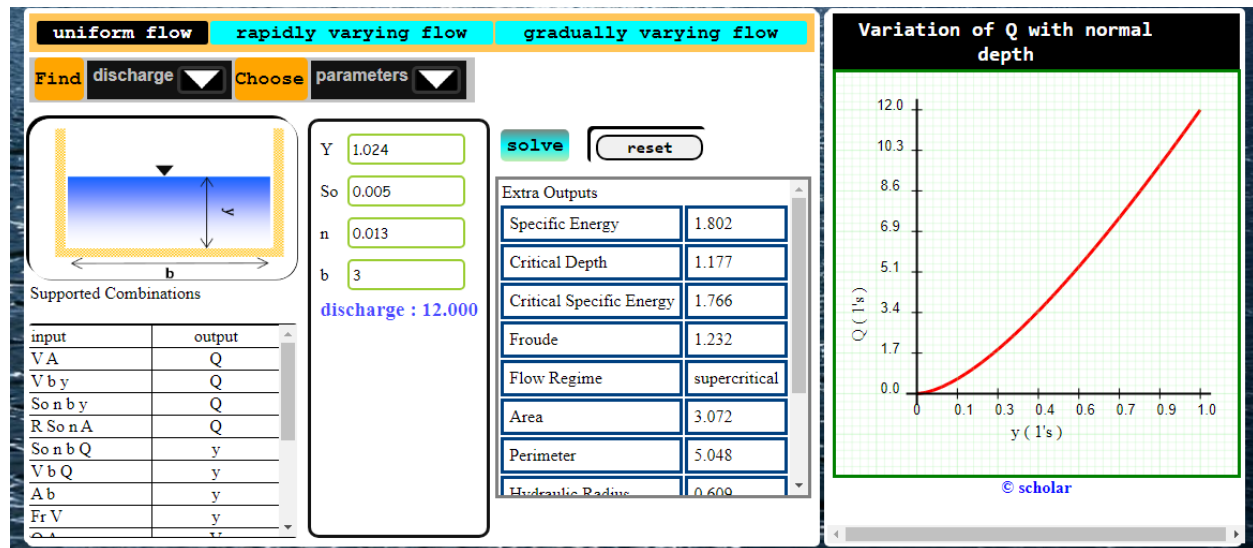 uniform flow rapidly varying flow gradually vary ing flow
Find discharge Choose parameters
y
b
Supported Combinations
input output
V A Q
V b y Q
So n b y Q
R So n A Q
So n b Q y
V b Q y
A b y
Fr V y
Q A V
Y 1.024
So 0.005
n 0.013
b 3
discharge : 12.000
solve reset
Extra Outputs
Specific Energy 1.802
Critical Depth 1.177
Critical Specific Energy 1.766
Froude 1.232
Flow Regime supercritical
Area 3.072
Perimeter 5.048
Hydraulic Radius 0.609
Variation of Q with normal
depth
12.0
10.3
8.6
6.9
5.1
3.4
1.7
0.0
Q ( 1's )
0 0.1 0.3 0.4 0.6 0.7 0.9 1.0
y ( 1's )
© scholar